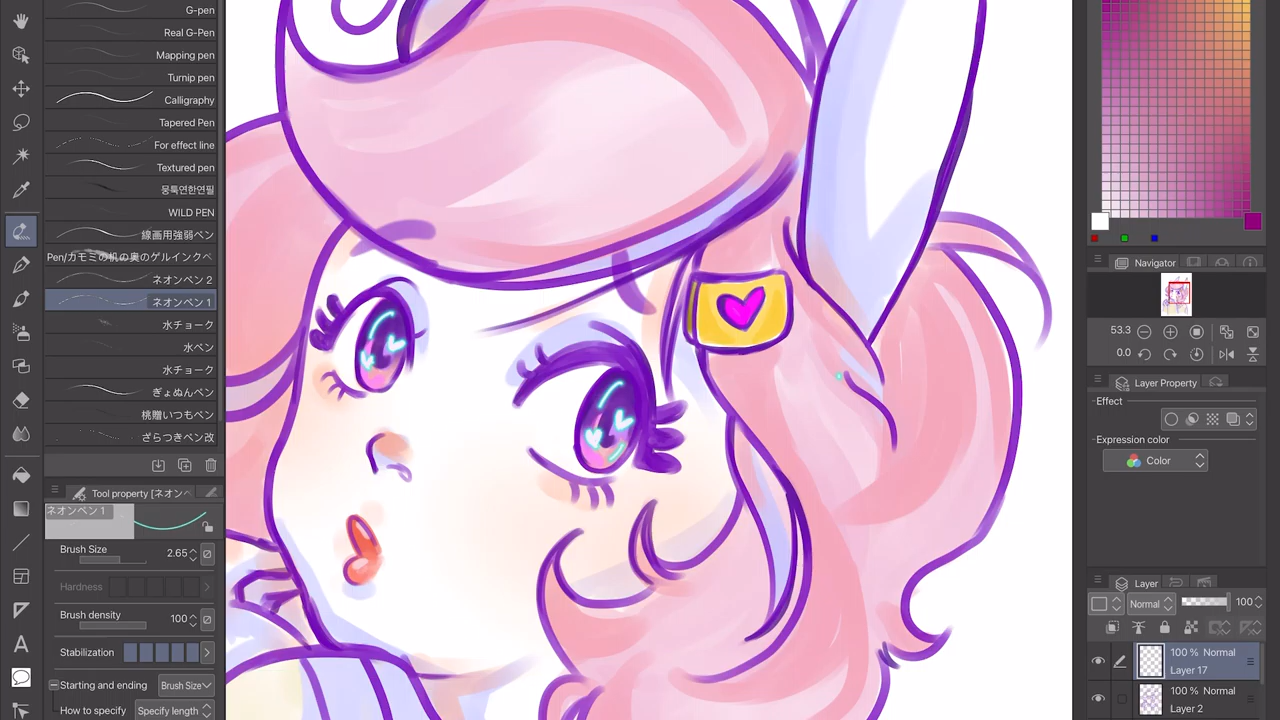 G-pen
Real G-Pen
Mapping pen
Turnip pen
Calligraphy
Tapered Pen
For effect line
Textured pen
뭉툭연한연필
WILD PEN
線画用強弱ペン
Pen/カモミの机の奥のゲルインクペ
ネオンペン 2
ネオンペン 1
水チョーク
水ペン
水チョーク
ぎょぬんペン
桃贈いつもペン
ざらつきペン改
Tool property [ネオンペ
ネオンペン 1
Brush Size 2.65
Hardness
Brush density 100
Stabilization
Starting and ending Brush Size
How to specify Specify length
Navigator
53.3
0.0
Layer Property
Effect
Expression color
Color
Layer
Normal 100
100 % Normal
Layer 17
100 % Normal
Layer 2